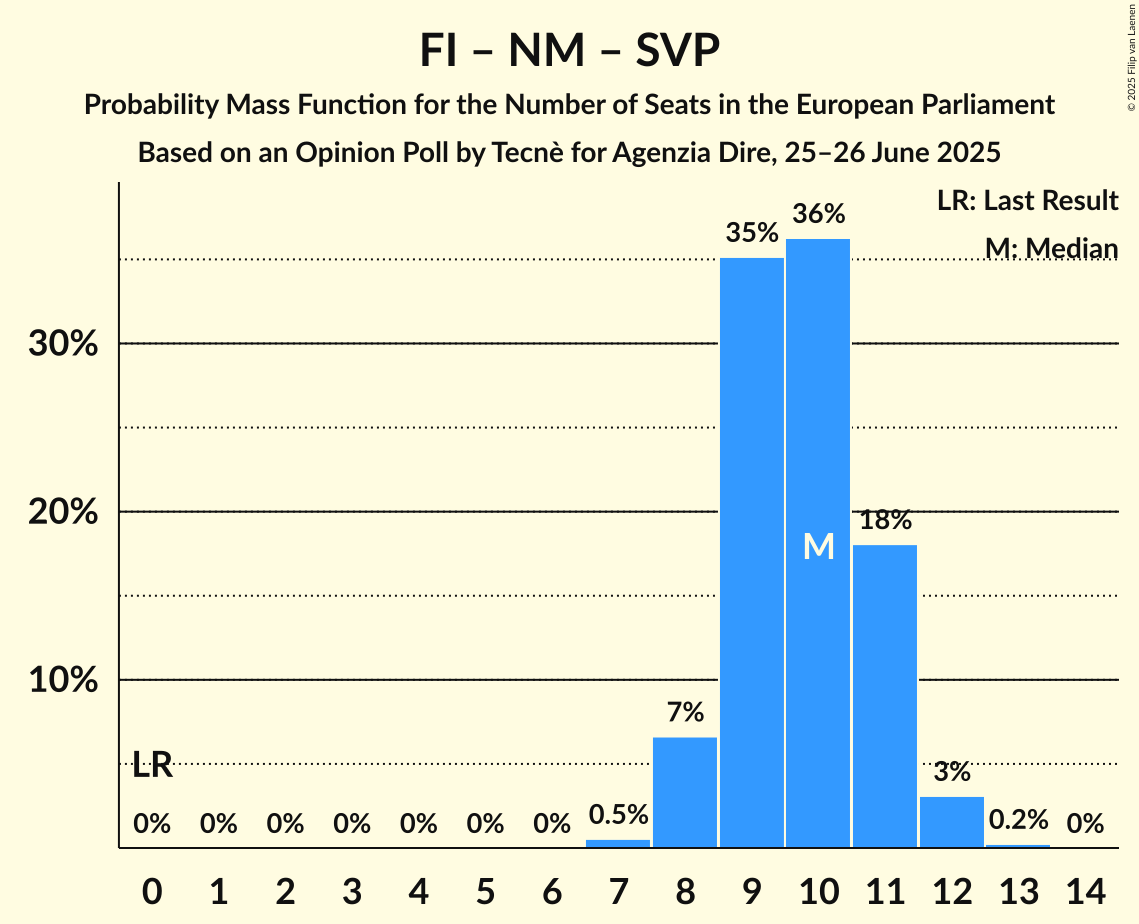 FI – NM – SVP
Probability Mass Function for the Number of Seats in the European Parliament
Based on an Opinion Poll by Tecnè for Agenzia Dire, 25–26 June 2025
© 2025 Filip van Laenen
LR: Last Result
M: Median
36%
35%
30%
20%
18%
M
10%
7%
LR
3%
0% 0% 0% 0% 0% 0% 0% 0.5% 0.2% 0%
0 1 2 3 4 5 6 7 8 9 10 11 12 13 14